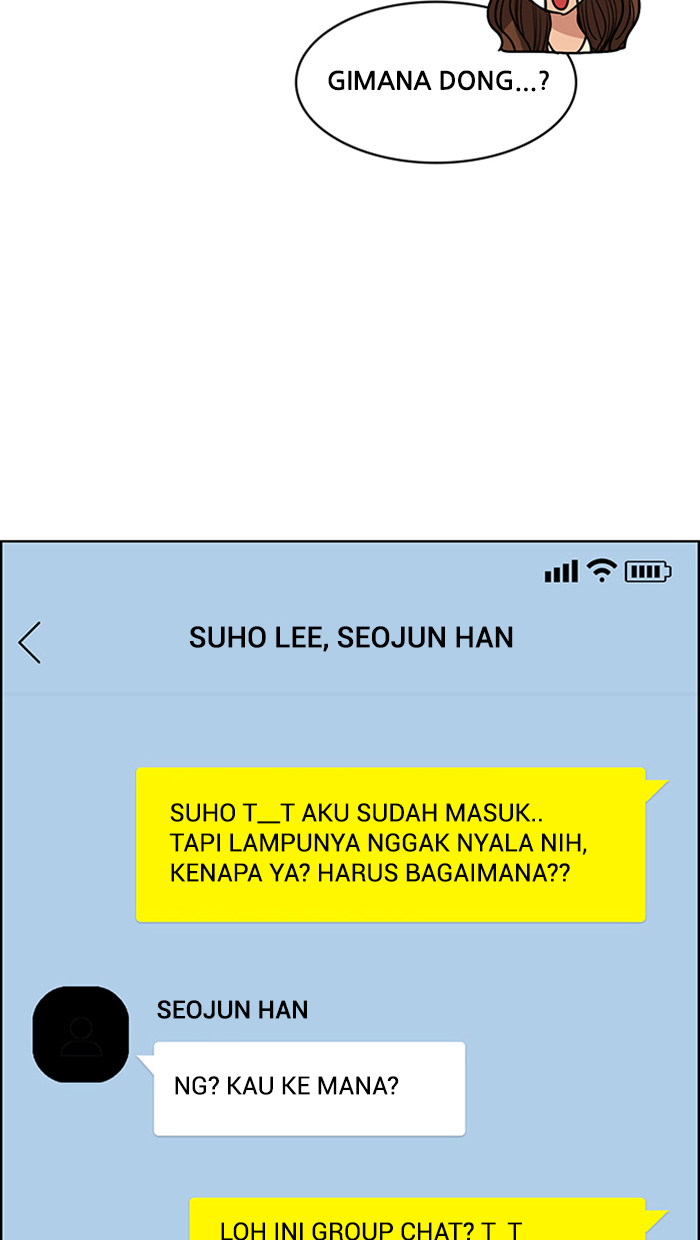 GIMANA DONG...?
SUHO LEE, SEOJUN HAN
SUHO T__T AKU SUDAH MASUK..
TAPI LAMPUNYA NGGAK NYALA NIH,
KENAPA YA? HARUS BAGAIMANA??
SEOJUN HAN
NG? KAU KE MANA?
LOH INI GROUP CHAT? T_T